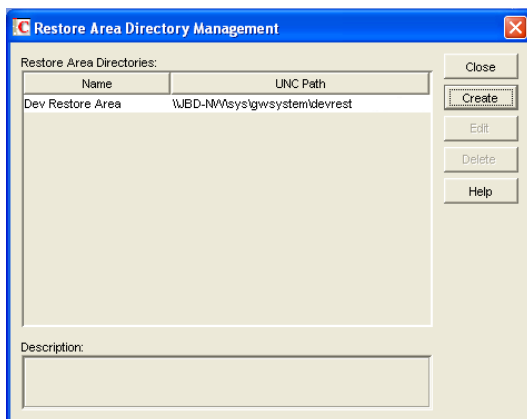 Restore Area Directory Management
Restore Area Directories:
Name
UNC Path
Dev Restore Area
\\JBD-NW\sys\gwsystem\devrest
Close
Create
Edit
Delete
Help
Description: